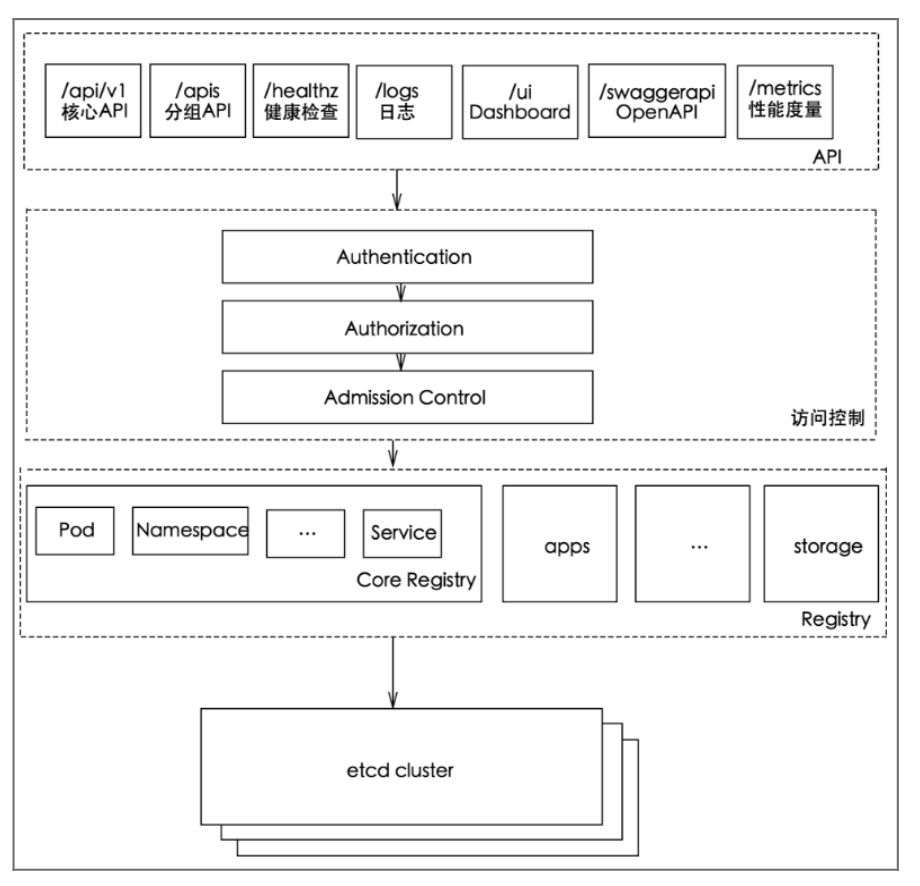 /api/v1
核心API
/apis
分组API
/healthz
健康检查
/logs
日志
/ui
Dashboard
/swaggerapi
OpenAPI
/metrics
性能度量
API
Authentication
Authorization
Admission Control
访问控制
Pod
Namespace
...
Service
Core Registry
apps
...
storage
Registry
etcd cluster